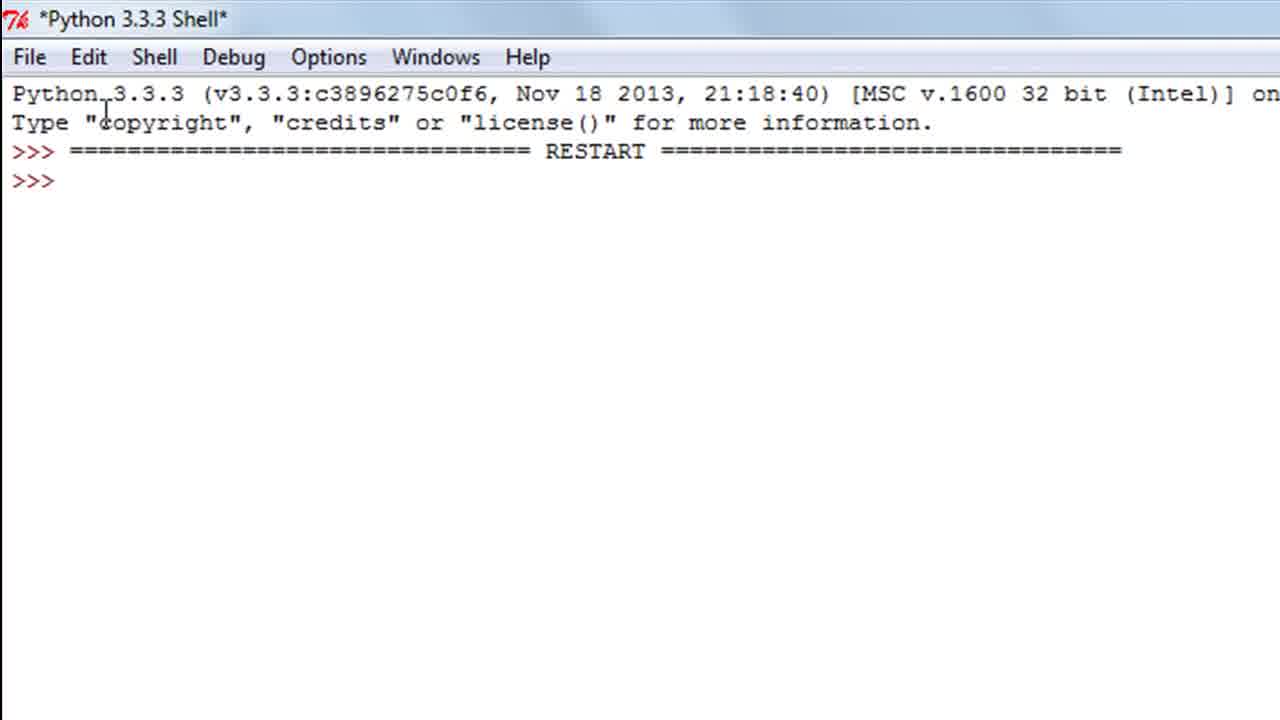 *Python 3.3.3 Shell*
File Edit Shell Debug Options Windows Help
Python 3.3.3 (v3.3.3:c3896275c0f6, Nov 18 2013, 21:18:40) [MSC v.1600 32 bit (Intel)] on
Type "copyright", "credits" or "license()" for more information.
>>> ================================ RESTART ================================
>>>